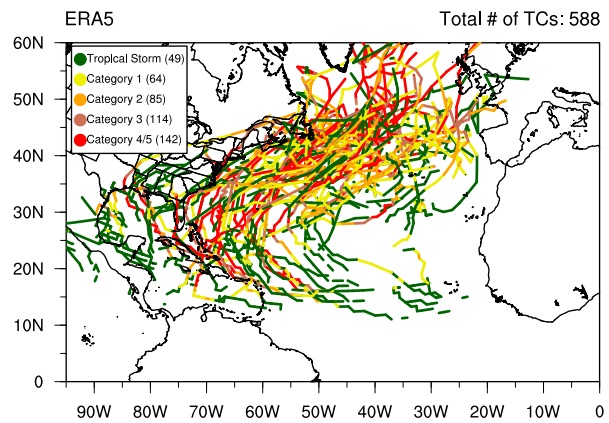 ERA5 Total # of TCs: 588
60N
Tropical Storm (49)
Category 1 (64)
50N
Category 2 (85)
Category 3 (114)
Category 4/5 (142)
40N
30N
20N
10N
0
90W 80W 70W 60W 50W 40W 30W 20W 10W 0